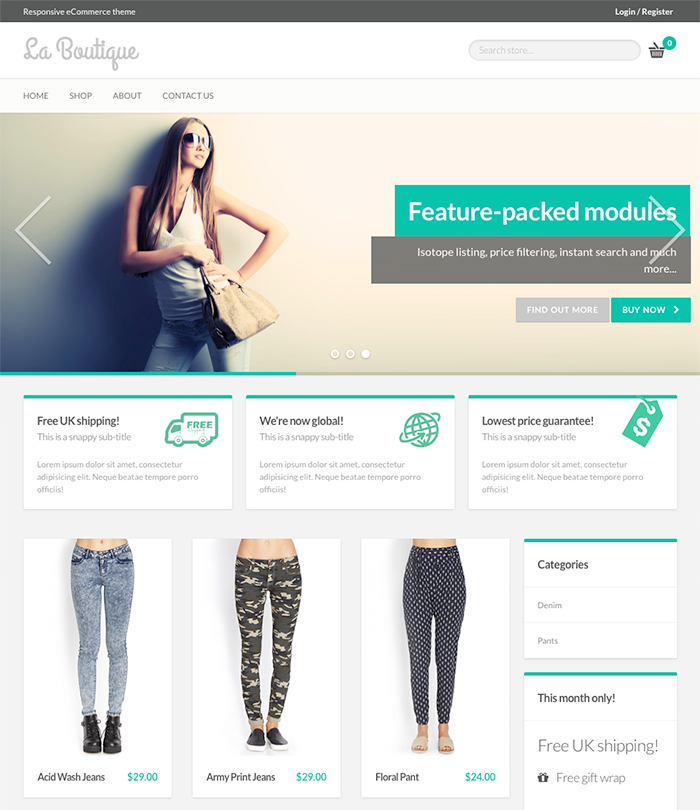 Responsive eCommerce theme
Login / Register
La Boutique
Search store...
0
HOME
SHOP
ABOUT
CONTACT US
Feature-packed modules
Isotope listing, price filtering, instant search and much
more...
FIND OUT MORE
BUY NOW
Free UK shipping!
This is a snappy sub-title
FREE
Shipping
Lorem ipsum dolor sit amet, consectetur
adipisicing elit. Neque beatae tempore porro
officiis!
We're now global!
This is a snappy sub-title
Lorem ipsum dolor sit amet, consectetur
adipisicing elit. Neque beatae tempore porro
officiis!
Lowest price guarantee!
This is a snappy sub-title
$
Lorem ipsum dolor sit amet, consectetur
adipisicing elit. Neque beatae tempore porro
officiis!
Acid Wash Jeans
$29.00
Army Print Jeans
$29.00
Floral Pant
$24.00
Categories
Denim
Pants
This month only!
Free UK shipping!
Free gift wrap